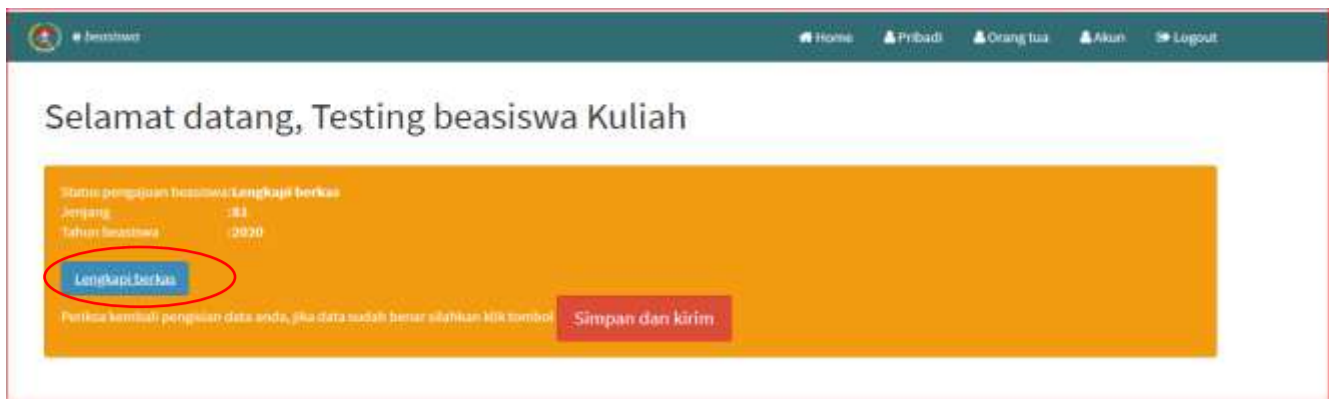 beasiswa Home Pribadi Orang tua Akun Logout
Selamat datang, Testing beasiswa Kuliah
Status pengajuan beasiswa:Lengkapi berkas
Jenjang :S1
Tahun beasiswa :2020
Lengkapi berkas
Periksa kembali pengisian data anda, jika data sudah benar silahkan klik tombol Simpan dan kirim